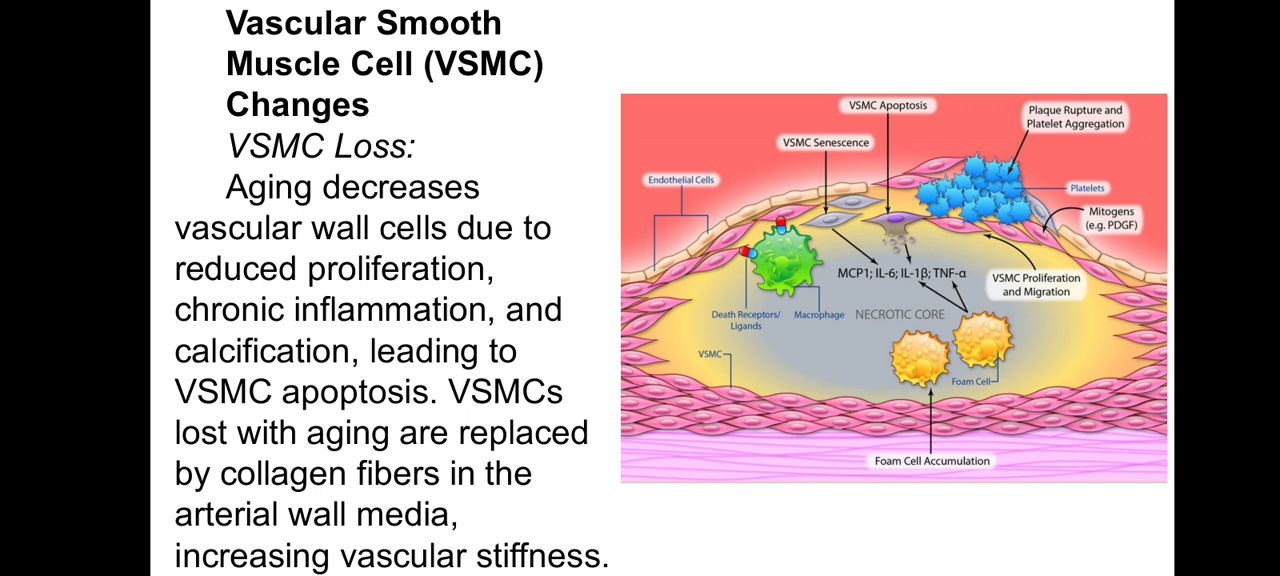 Vascular Smooth
Muscle Cell (VSMC)
Changes
VSMC Loss:
Aging decreases
vascular wall cells due to
reduced proliferation,
chronic inflammation, and
calcification, leading to
VSMC apoptosis. VSMCs
lost with aging are replaced
by collagen fibers in the
arterial wall media,
increasing vascular stiffness.
VSMC Apoptosis
Plaque Rupture and
Platelet Aggregation
VSMC Senescence
Endothelial Cells
Platelets
Mitogens
(e.g. PDGF)
MCP1; IL-6; IL-1β; TNF-α
VSMC Proliferation
and Migration
Death Receptors/
Ligands
Macrophage
NECROTIC CORE
VSMC
Foam Cell
Foam Cell Accumulation